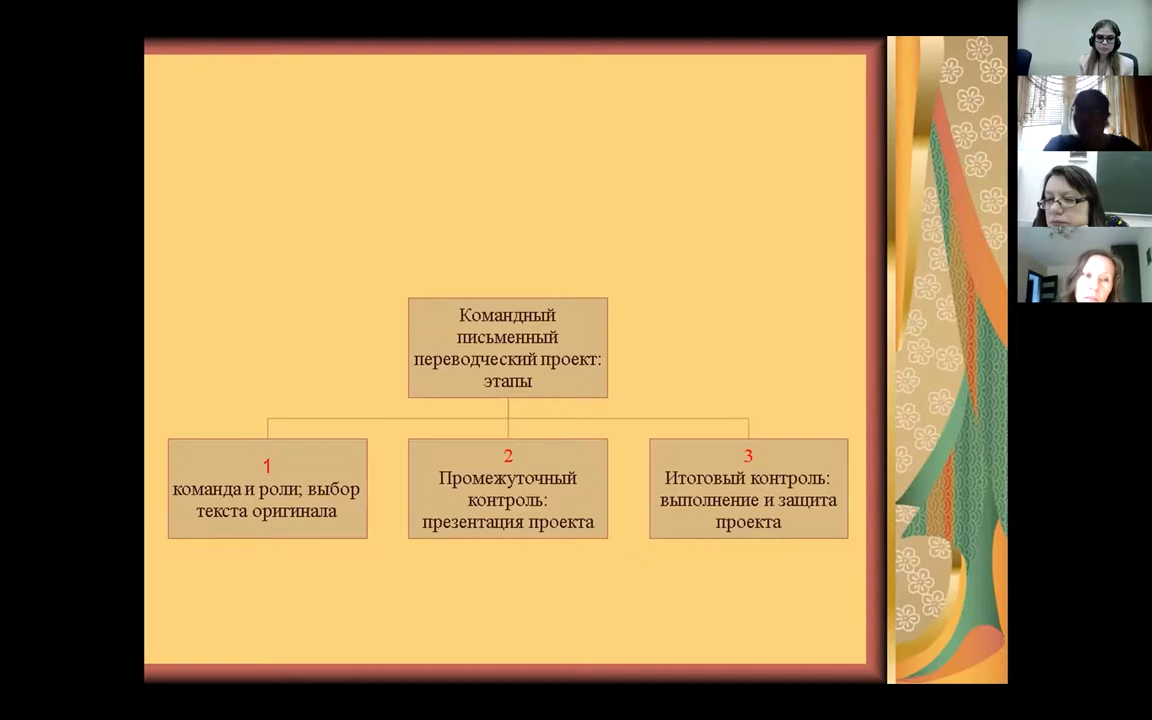 Командный
письменный
переводческий проект:
этапы
1
команда и роли; выбор
текста оригинала
2
Промежуточный
контроль:
презентация проекта
3
Итоговый контроль:
выполнение и защита
проекта